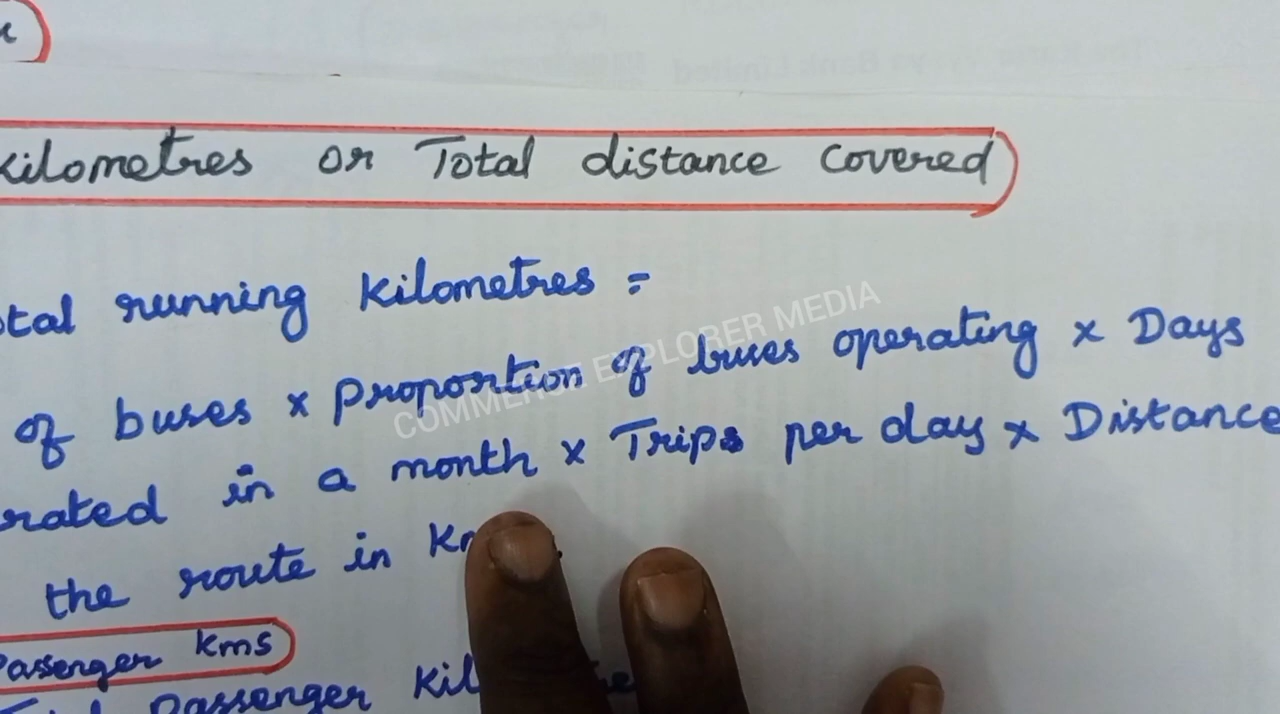 Kilometres or Total distance covered
otal running Kilometres =
of buses x Proportion of buses operating x Days
rated in a month x Trips per day x Distance
the route in
Passenger kms
Passenger
COMMERCE EXPLORER MEDIA